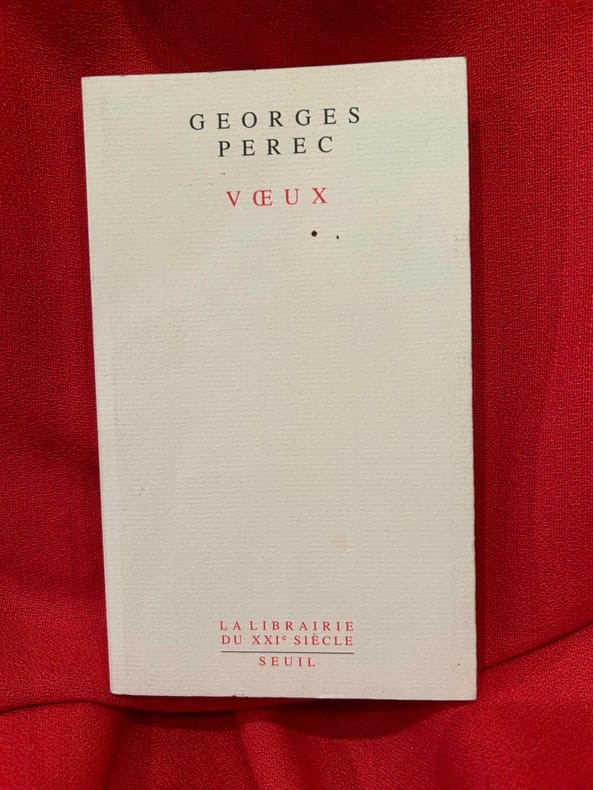 GEORGES
PEREC
VŒUX
LA LIBRAIRIE
DU XXIe SIÈCLE
SEUIL